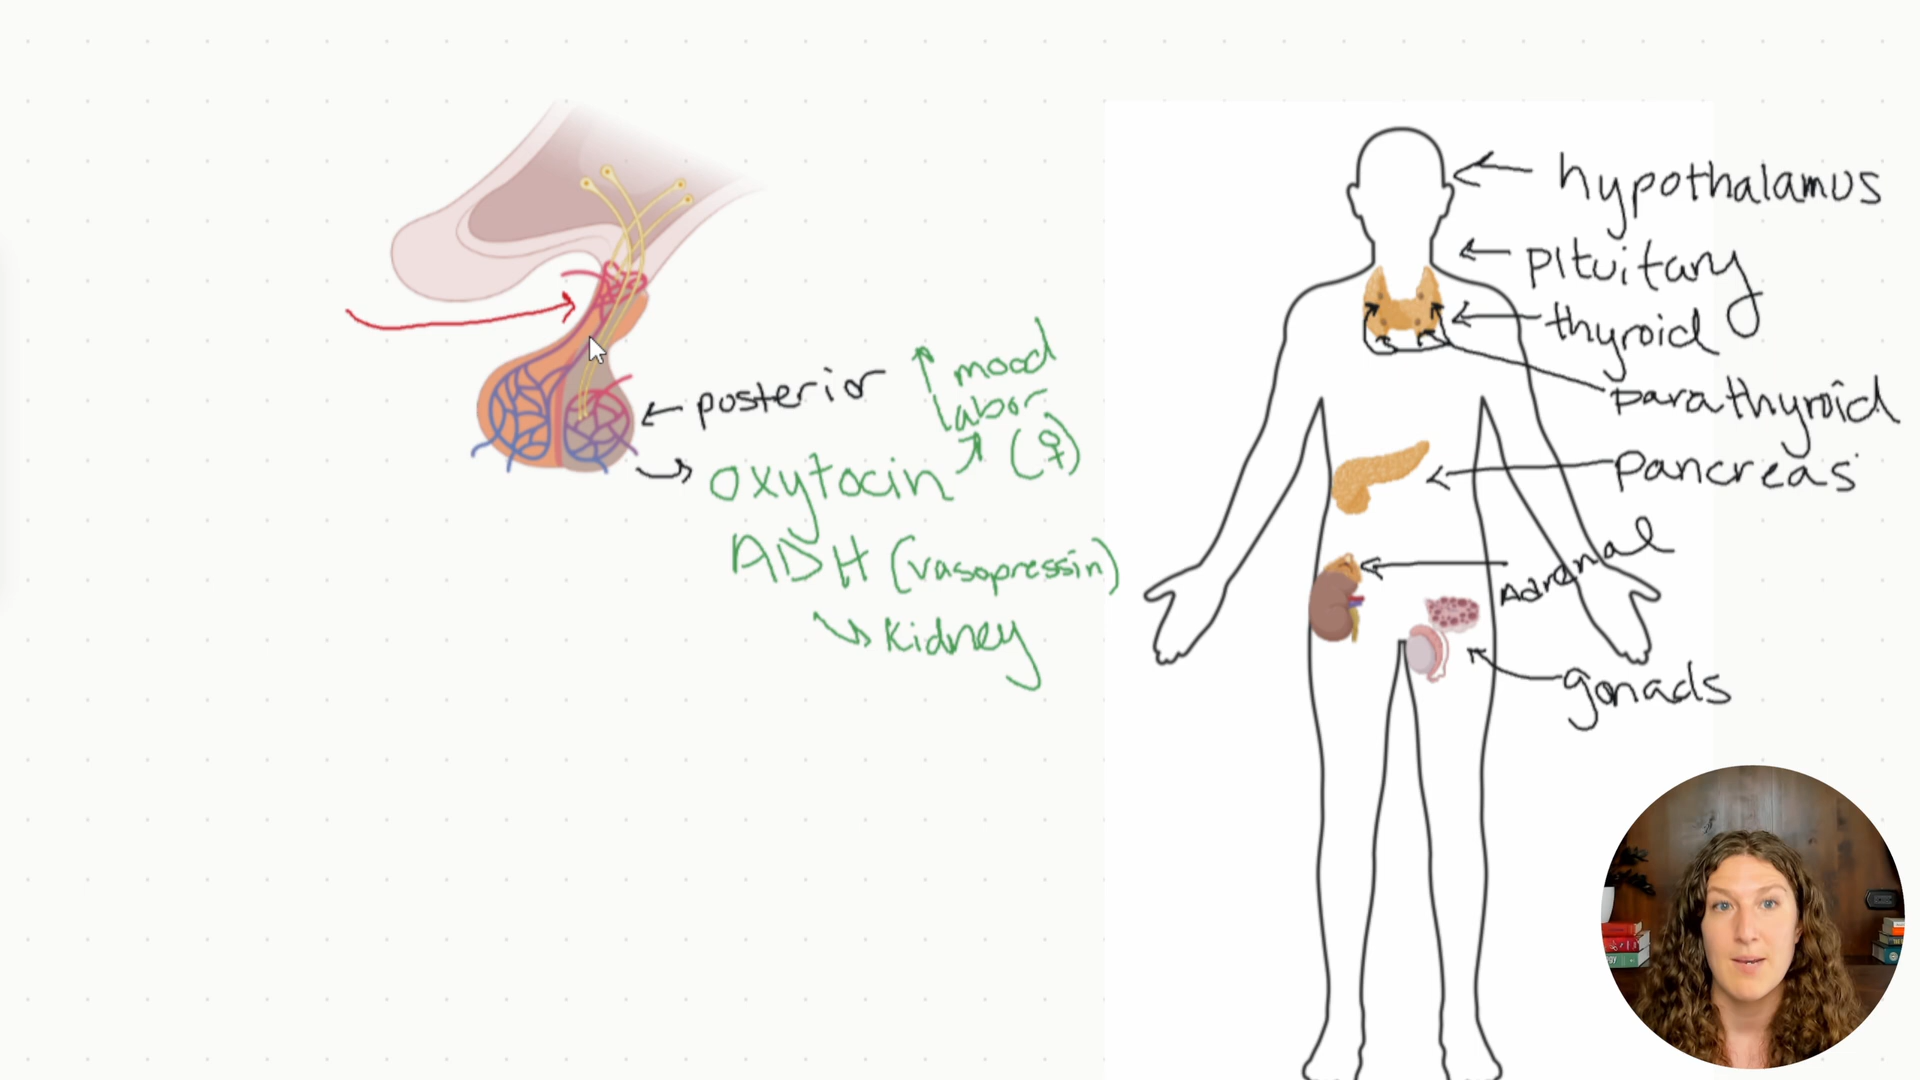 posterior
↑ mood
labor
(♀)
oxytocin
ADH (vasopressin)
↳ kidney
hypothalamus
pituitary
thyroid
parathyroid
pancreas
Adrenal
gonads